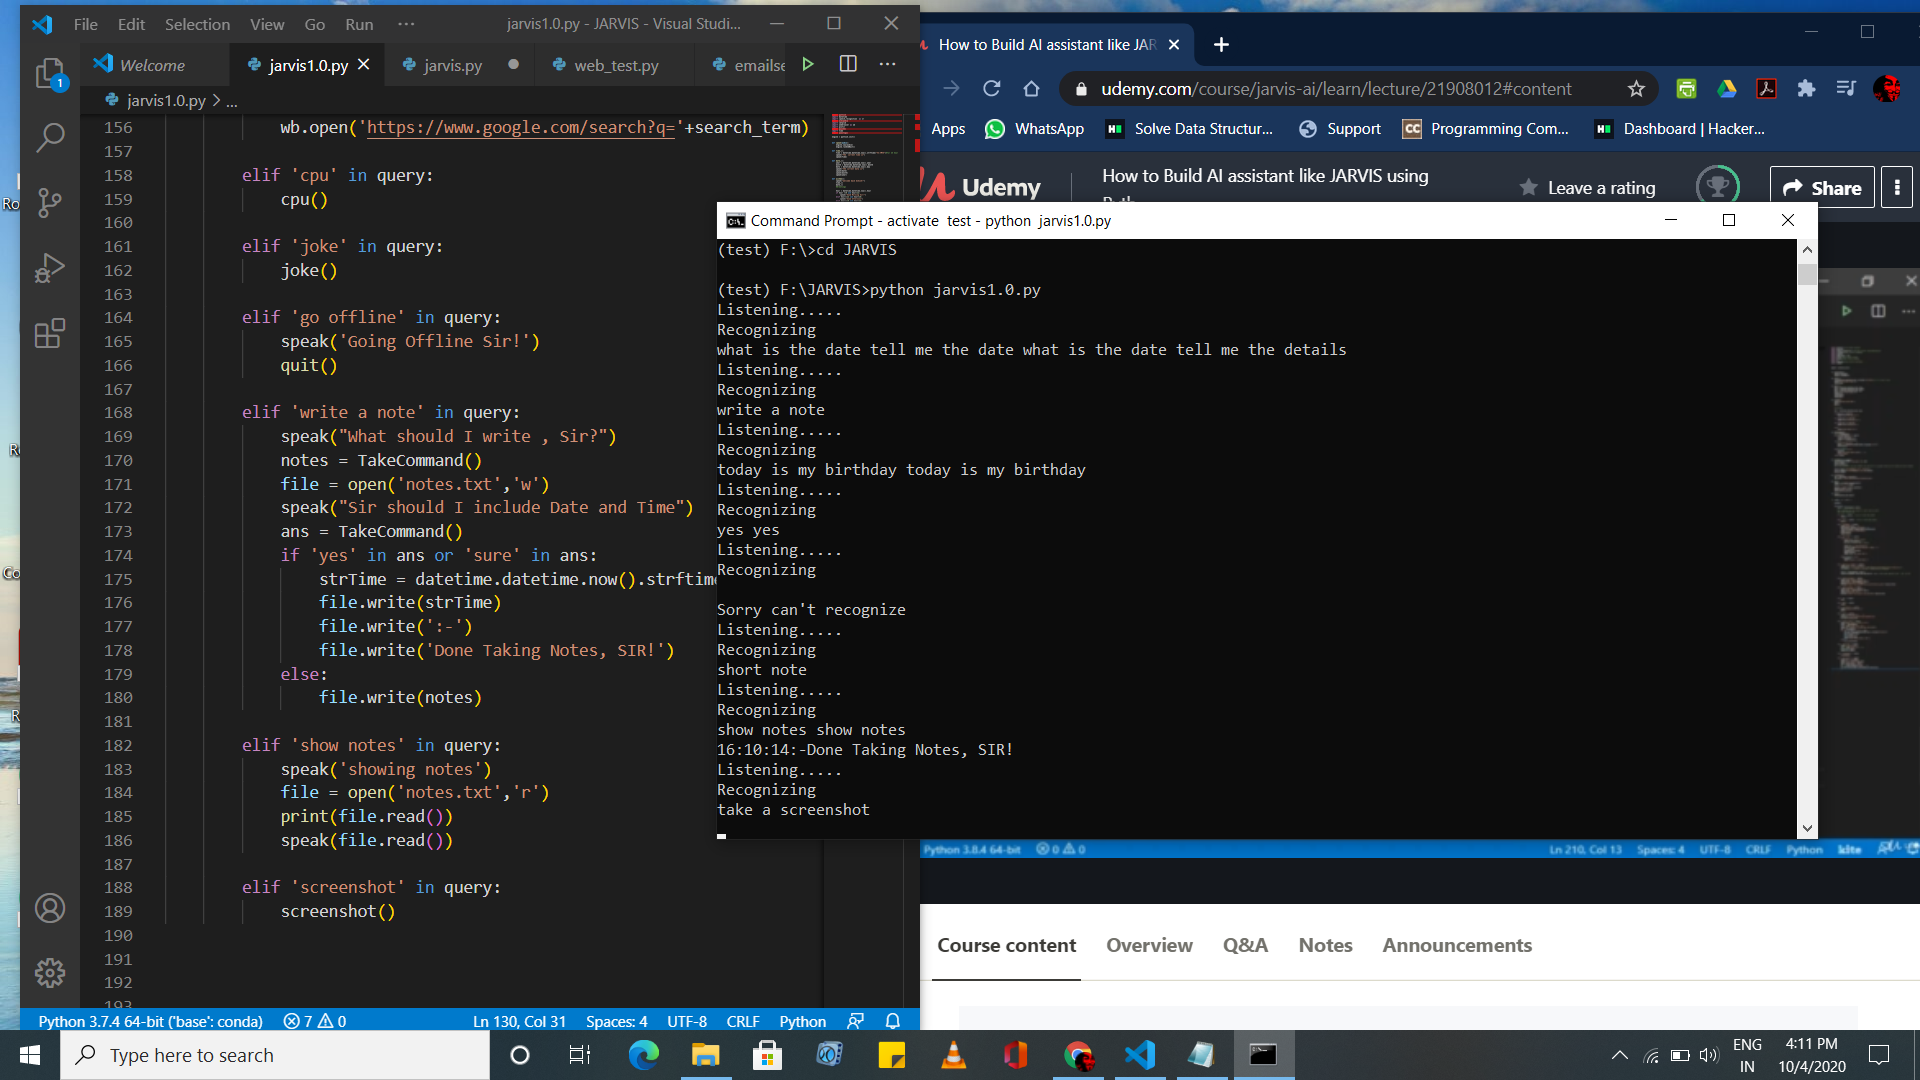 File Edit Selection View Go Run ··· jarvis1.0.py - JARVIS - Visual Studi...
Welcome jarvis1.0.py jarvis.py web_test.py emailse
jarvis1.0.py > ...
156 wb.open('https://www.google.com/search?q='+search_term)
157
158 elif 'cpu' in query:
159 cpu()
160
161 elif 'joke' in query:
162 joke()
163
164 elif 'go offline' in query:
165 speak('Going Offline Sir!')
166 quit()
167
168 elif 'write a note' in query:
169 speak("What should I write , Sir?")
170 notes = TakeCommand()
171 file = open('notes.txt','w')
172 speak("Sir should I include Date and Time")
173 ans = TakeCommand()
174 if 'yes' in ans or 'sure' in ans:
175 strTime = datetime.datetime.now().strftime
176 file.write(strTime)
177 file.write(':-')
178 file.write('Done Taking Notes, SIR!')
179 else:
180 file.write(notes)
181
182 elif 'show notes' in query:
183 speak('showing notes')
184 file = open('notes.txt','r')
185 print(file.read())
186 speak(file.read())
187
188 elif 'screenshot' in query:
189 screenshot()
190
191
192
193
Python 3.7.4 64-bit ('base': conda) 7 0 Ln 130, Col 31 Spaces: 4 UTF-8 CRLF Python
How to Build AI assistant like JAR
udemy.com/course/jarvis-ai/learn/lecture/21908012#content
Apps WhatsApp Solve Data Structur... Support Programming Com... Dashboard | Hacker...
Udemy How to Build AI assistant like JARVIS using Leave a rating Share
Command Prompt - activate test - python jarvis1.0.py
(test) F:\>cd JARVIS
(test) F:\JARVIS>python jarvis1.0.py
Listening.....
Recognizing
what is the date tell me the date what is the date tell me the details
Listening.....
Recognizing
write a note
Listening.....
Recognizing
today is my birthday today is my birthday
Listening.....
Recognizing
yes yes
Listening.....
Recognizing
Sorry can't recognize
Listening.....
Recognizing
short note
Listening.....
Recognizing
show notes show notes
16:10:14:-Done Taking Notes, SIR!
Listening.....
Recognizing
take a screenshot
Python 3.8.4 64-bit 0 0 Ln 210, Col 13 Spaces: 4 UTF-8 CRLF Python kite
Course content Overview Q&A Notes Announcements
Type here to search
ENG
IN
4:11 PM
10/4/2020